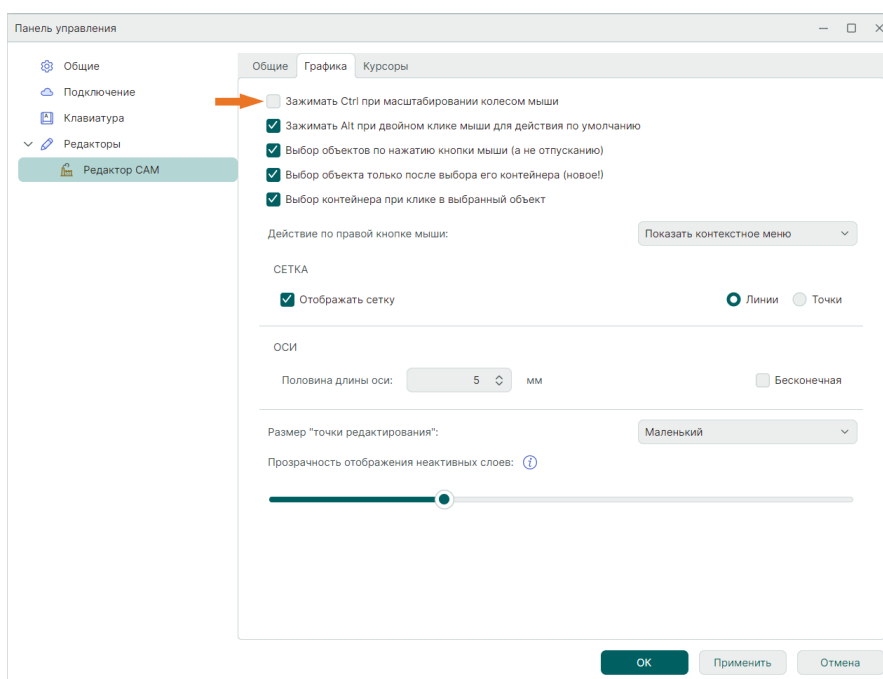 Панель управления
Общие
Подключение
Клавиатура
Редакторы
Редактор CAM
Общие Графика Курсоры
Зажимать Ctrl при масштабировании колесом мыши
Зажимать Alt при двойном клике мыши для действия по умолчанию
Выбор объектов по нажатию кнопки мыши (а не отпусканию)
Выбор объекта только после выбора его контейнера (новое!)
Выбор контейнера при клике в выбранный объект
Действие по правой кнопке мыши: Показать контекстное меню
СЕТКА
Отображать сетку Линии Точки
ОСИ
Половина длины оси: 5 мм Бесконечная
Размер "точки редактирования": Маленький
Прозрачность отображения неактивных слоев:
OK Применить Отмена